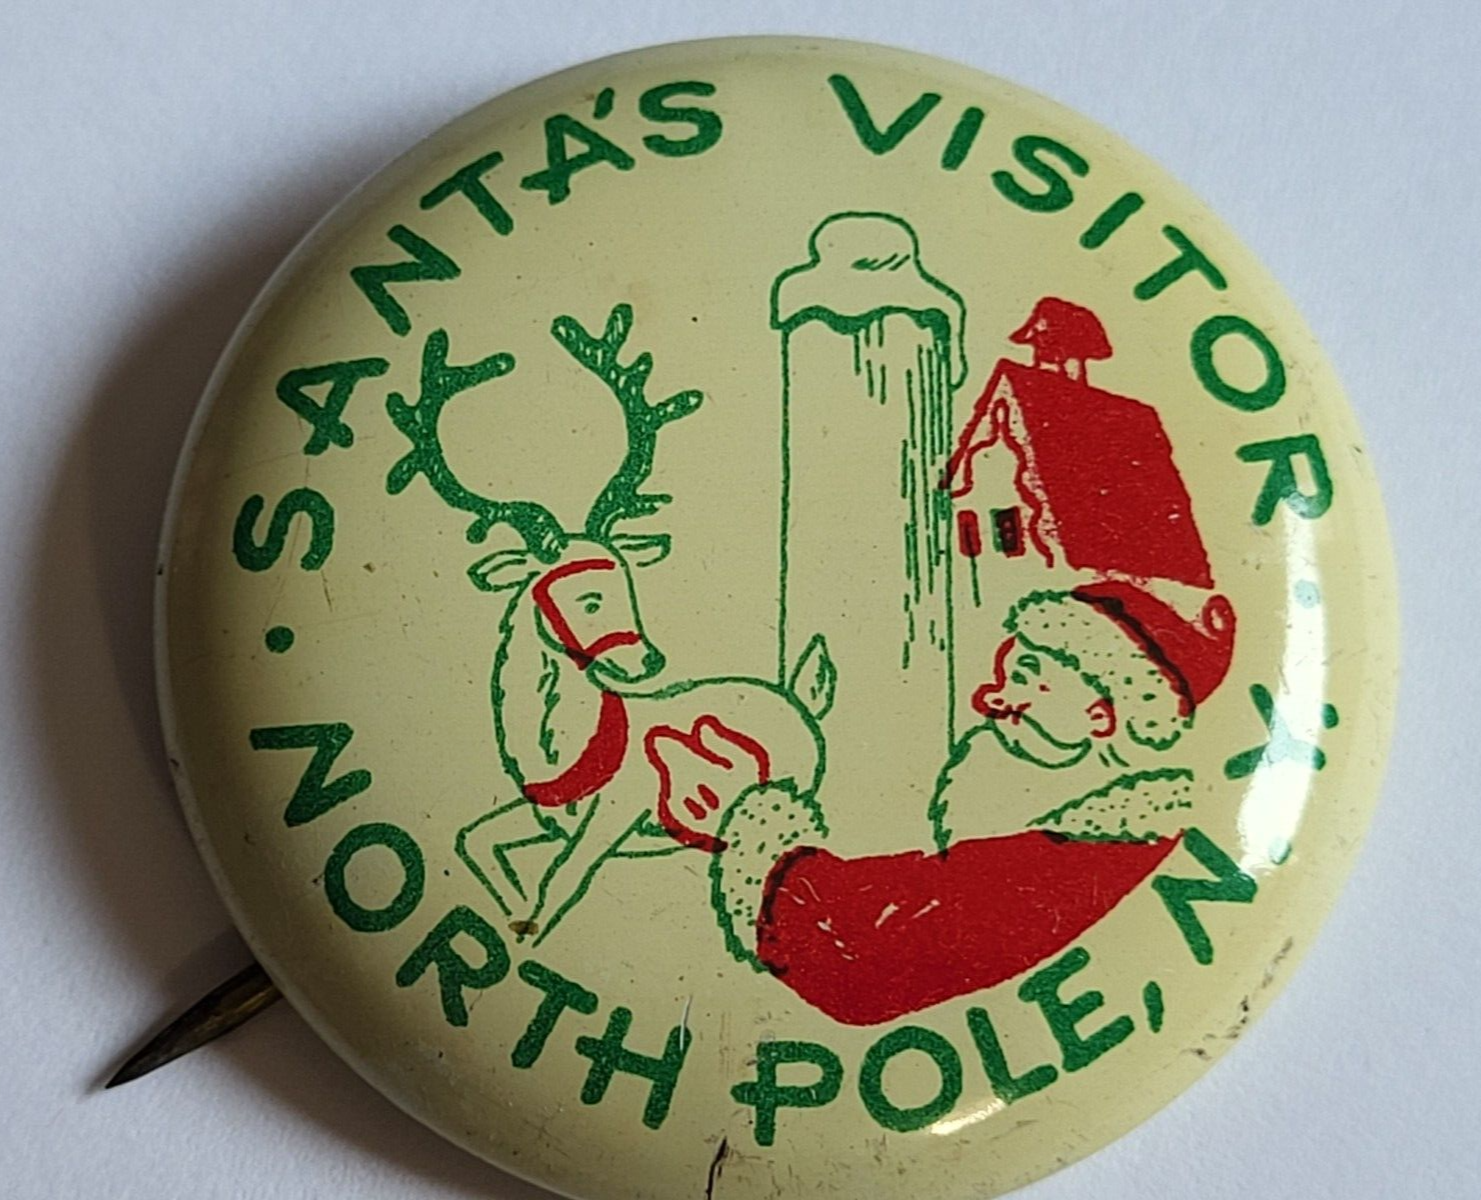 · SANTA'S VISITOR ·
NORTH POLE, N.Y.